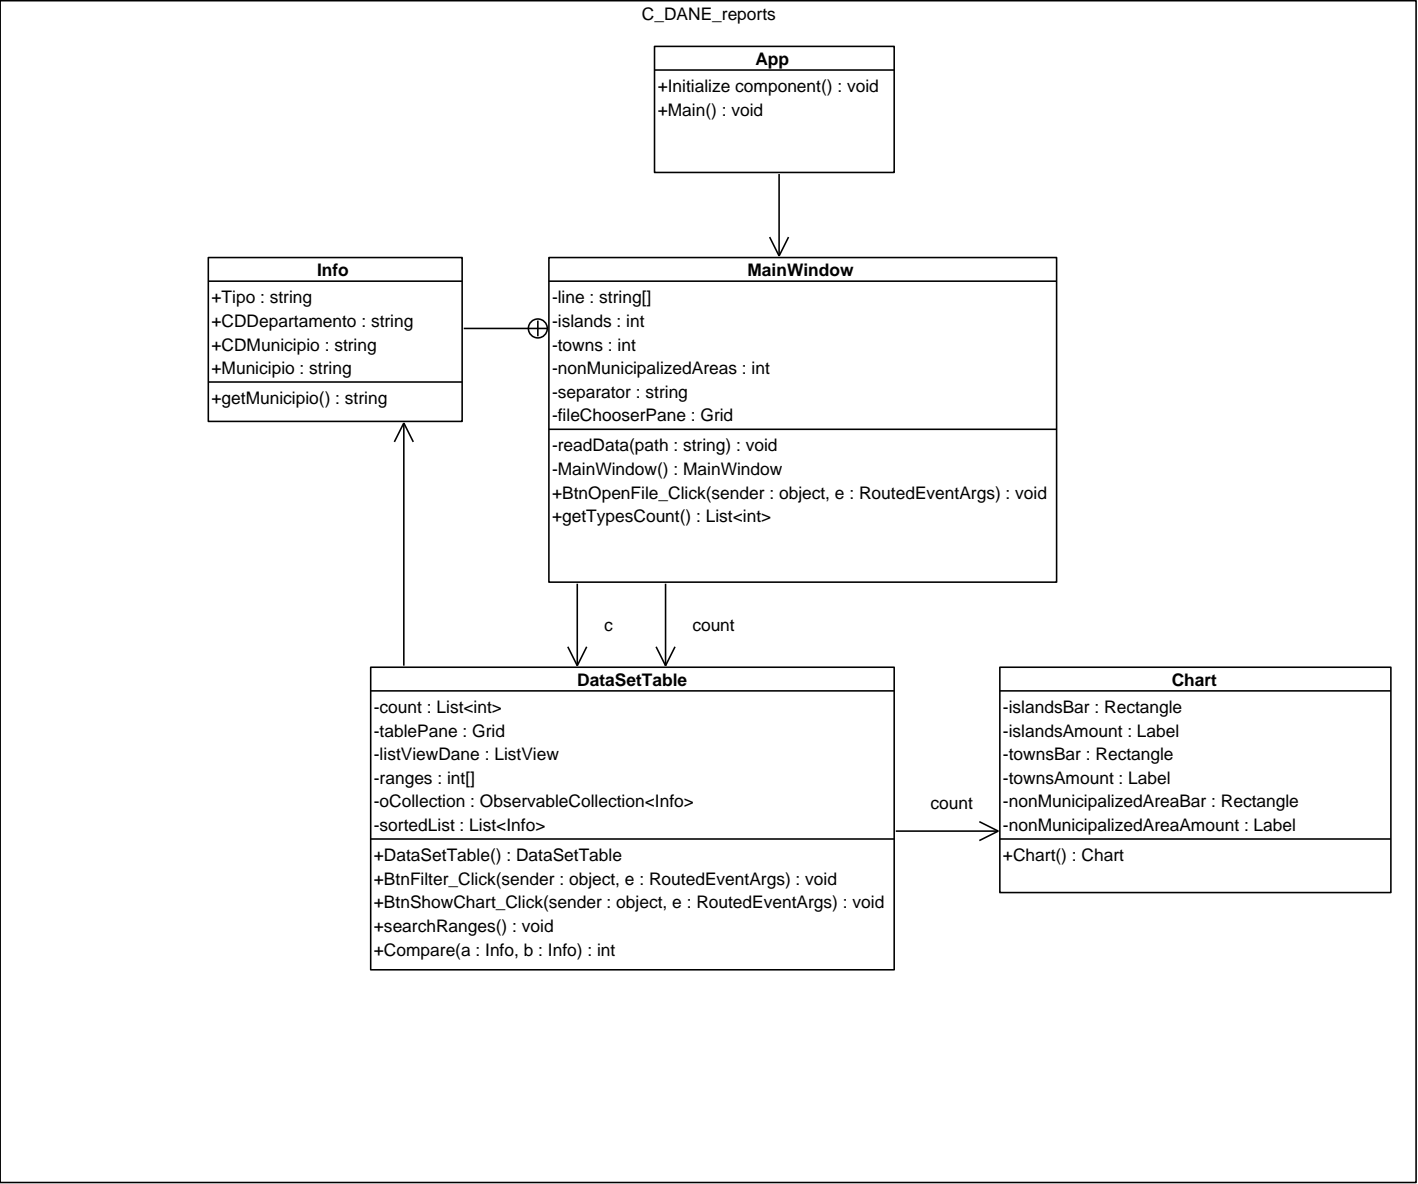 C_DANE_reports
App
+Initialize component() : void
+Main() : void
Info
+Tipo : string
+CDDepartamento : string
+CDMunicipio : string
+Municipio : string
+getMunicipio() : string
MainWindow
-line : string[]
-islands : int
-towns : int
-nonMunicipalizedAreas : int
-separator : string
-fileChooserPane : Grid
-readData(path : string) : void
-MainWindow() : MainWindow
+BtnOpenFile_Click(sender : object, e : RoutedEventArgs) : void
+getTypesCount() : List<int>
c
count
DataSetTable
-count : List<int>
-tablePane : Grid
-listViewDane : ListView
-ranges : int[]
-oCollection : ObservableCollection<Info>
-sortedList : List<Info>
+DataSetTable() : DataSetTable
+BtnFilter_Click(sender : object, e : RoutedEventArgs) : void
+BtnShowChart_Click(sender : object, e : RoutedEventArgs) : void
+searchRanges() : void
+Compare(a : Info, b : Info) : int
count
Chart
-islandsBar : Rectangle
-islandsAmount : Label
-townsBar : Rectangle
-townsAmount : Label
-nonMunicipalizedAreaBar : Rectangle
-nonMunicipalizedAreaAmount : Label
+Chart() : Chart